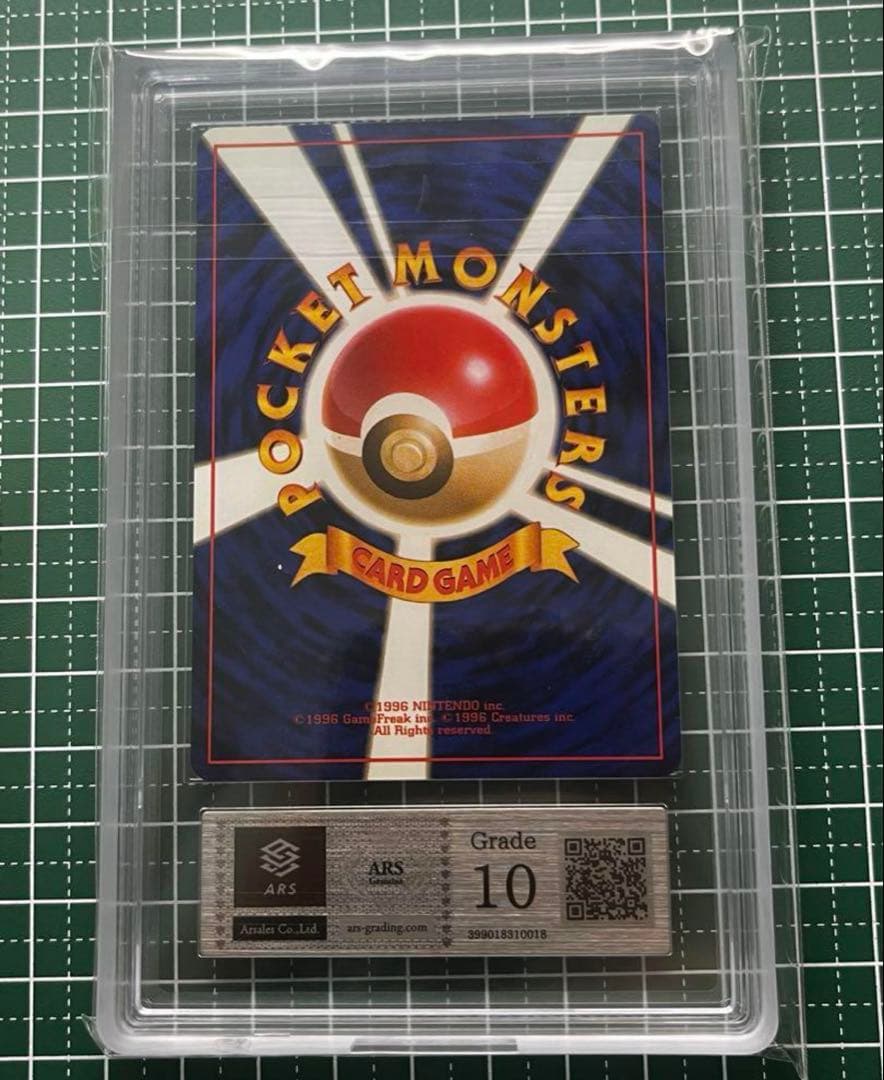 POCKET MONSTERS
CARD GAME
©1996 NINTENDO inc.
©1996 GameFreak inc. ©1996 Creatures inc.
All Rights reserved.
ARS
Arsales Co.,Ltd.
ARS
ars-grading.com
Grade
10
399018310018